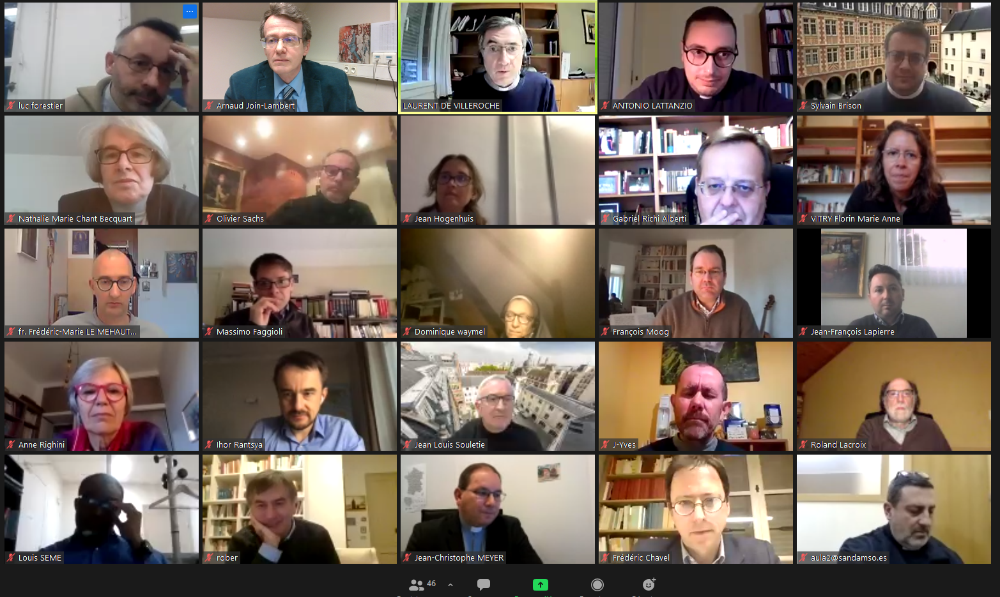 luc forestier
Arnaud Join-Lambert
LAURENT DE VILLEROCHE
ANTONIO LATTANZIO
Sylvain Brison
Nathalie Marie Chant Becquart
Olivier Sachs
Jean Hogenhuis
Gabriel Richi Alberti
VITRY Florin Marie Anne
fr. Frédéric-Marie LE MEHAUT...
Massimo Faggioli
Dominique waymel
François Moog
Jean-François Lapierre
Anne Righini
Ihor Rantsya
Jean Louis Souletie
J-Yves
Roland Lacroix
Louis SEME
rober
Jean-Christophe MEYER
Frédéric Chavel
aula2@sandamso.es
46